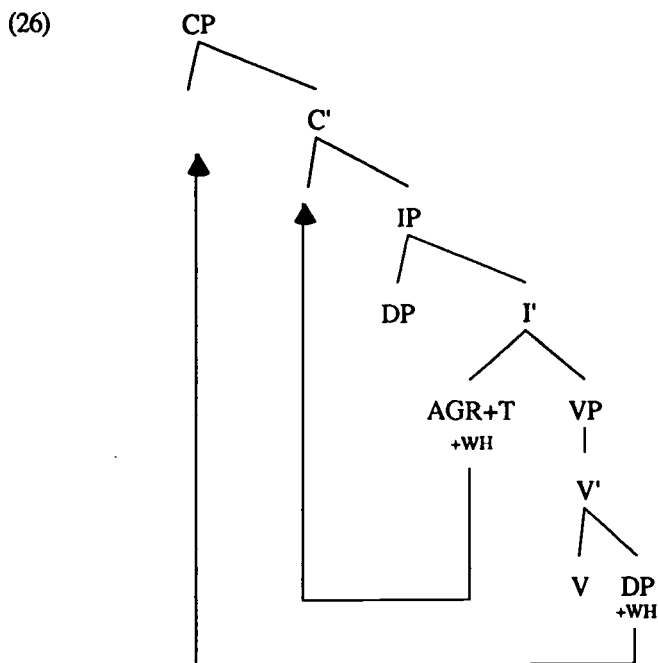 (26) CP
C'
IP
DP I'
AGR+T VP
+WH
V'
V DP
+WH